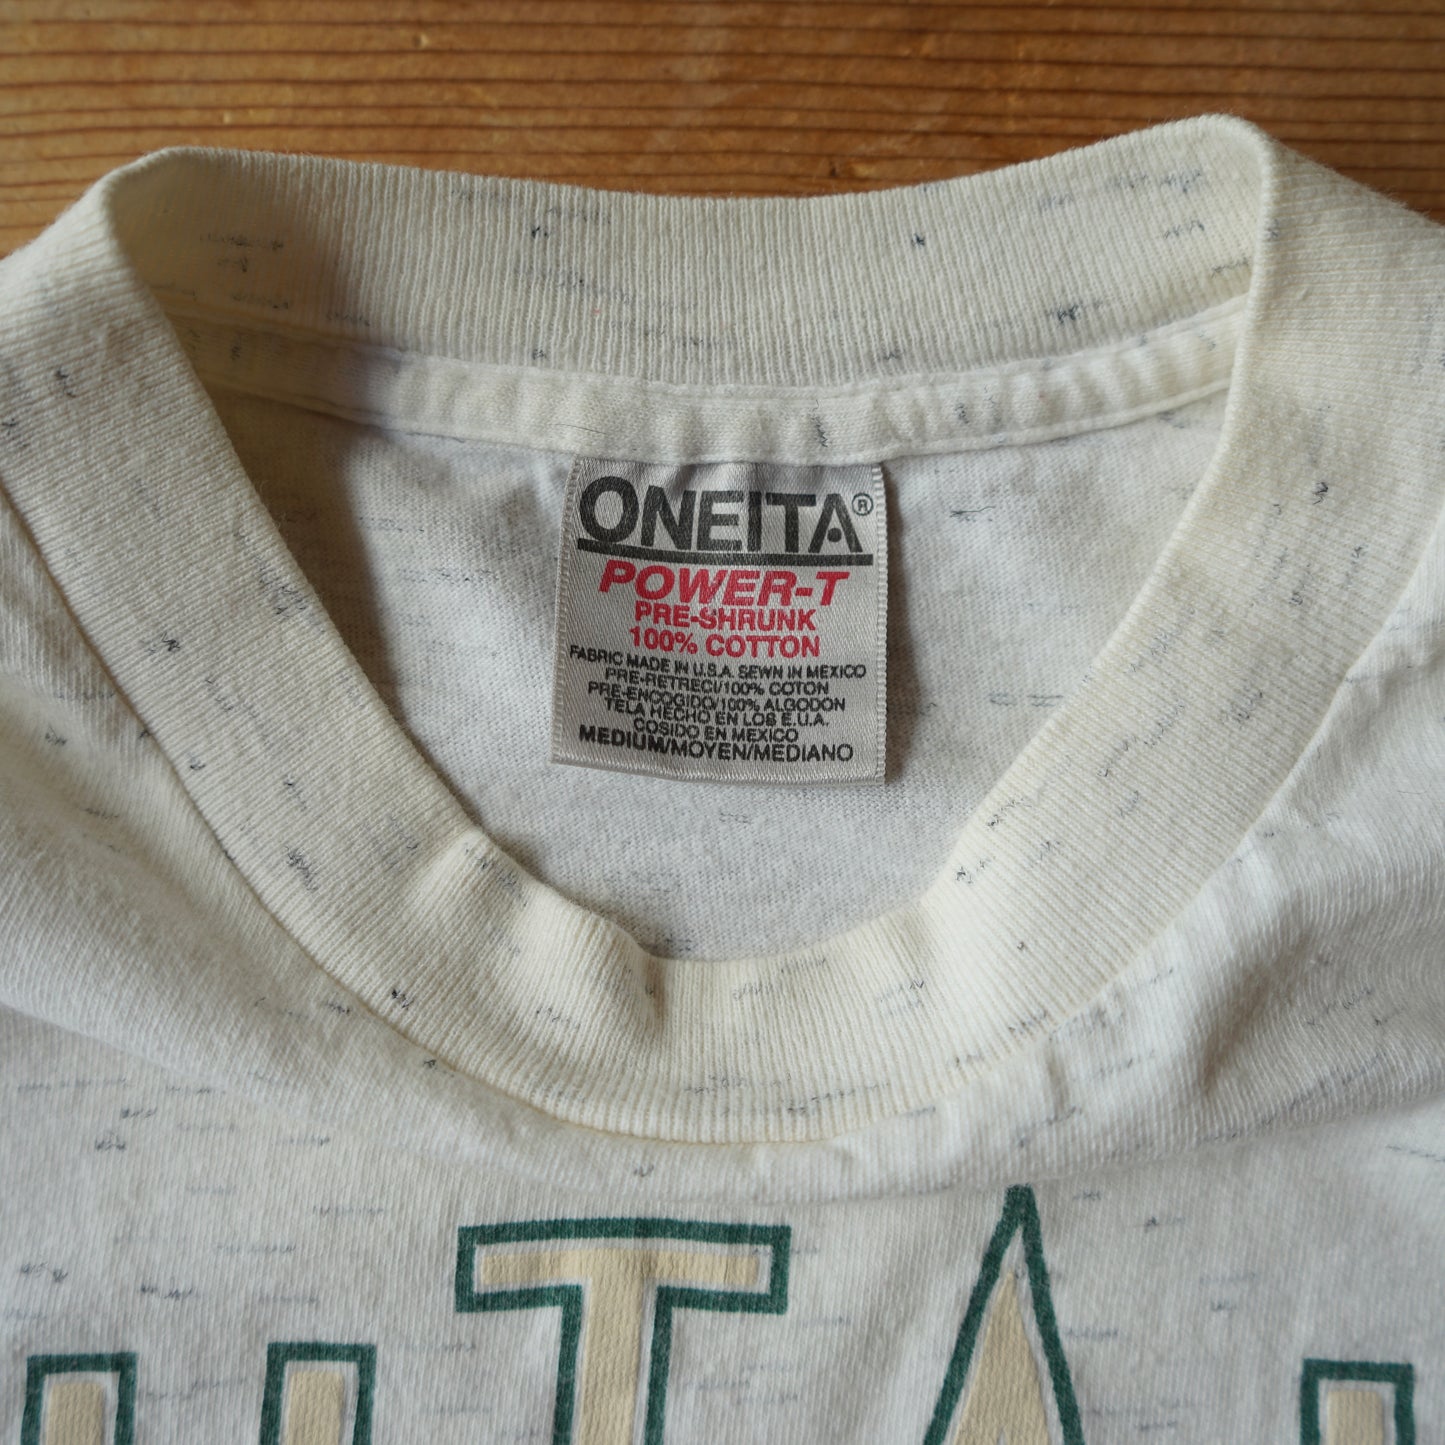 ONEITA®
POWER-T
PRE-SHRUNK
100% COTTON
FABRIC MADE IN U.S.A. SEWN IN MEXICO
PRE-RETRECI/100% COTON
PRE-ENCOGIDO/100% ALGODON
TELA HECHO EN LOS E.U.A.
COSIDO EN MEXICO
MEDIUM/MOYEN/MEDIANO
UTA